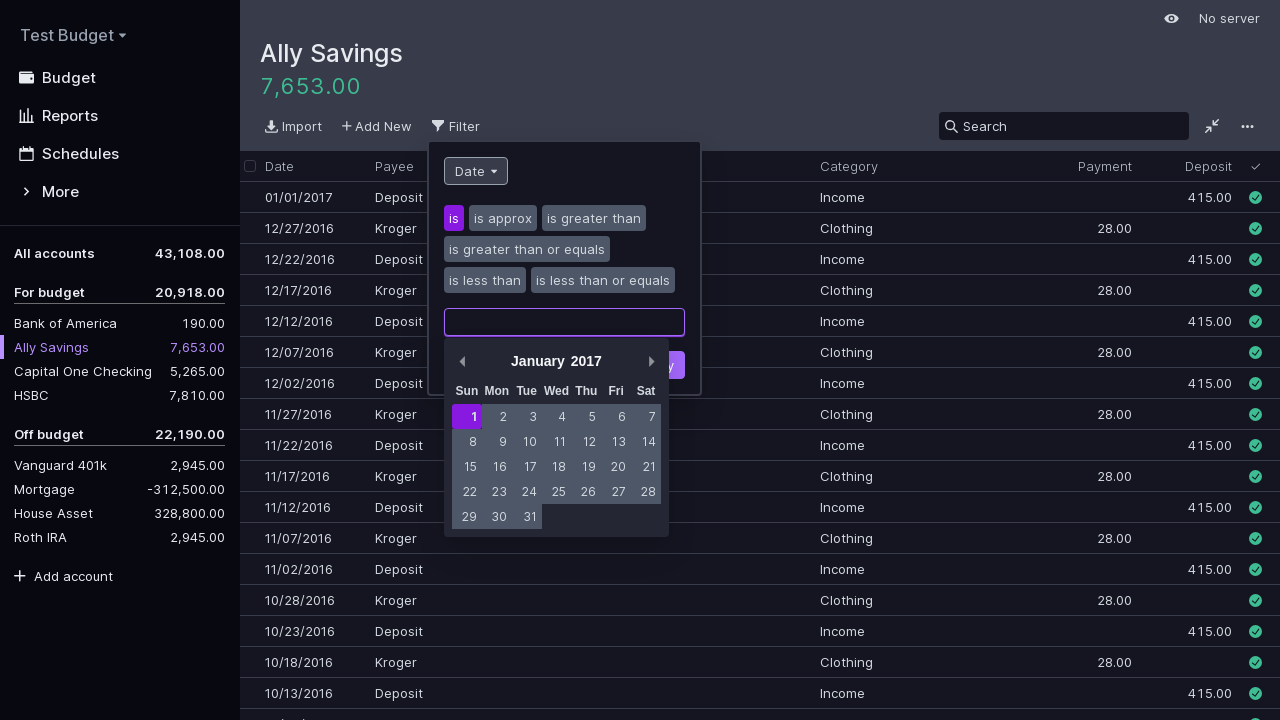 Test Budget
Budget
Reports
Schedules
More
All accounts 43,108.00
For budget 20,918.00
Bank of America 190.00
Ally Savings 7,653.00
Capital One Checking 5,265.00
HSBC 7,810.00
Off budget 22,190.00
Vanguard 401k 2,945.00
Mortgage -312,500.00
House Asset 328,800.00
Roth IRA 2,945.00
Add account
No server
Ally Savings
7,653.00
Import Add New Filter Search
Date Payee Category Payment Deposit
01/01/2017 Deposit Income 415.00
12/27/2016 Kroger Clothing 28.00
12/22/2016 Deposit Income 415.00
12/17/2016 Kroger Clothing 28.00
12/12/2016 Deposit Income 415.00
12/07/2016 Kroger Clothing 28.00
12/02/2016 Deposit Income 415.00
11/27/2016 Kroger Clothing 28.00
11/22/2016 Deposit Income 415.00
11/17/2016 Kroger Clothing 28.00
11/12/2016 Deposit Income 415.00
11/07/2016 Kroger Clothing 28.00
11/02/2016 Deposit Income 415.00
10/28/2016 Kroger Clothing 28.00
10/23/2016 Deposit Income 415.00
10/18/2016 Kroger Clothing 28.00
10/13/2016 Deposit Income 415.00
Date
is is approx is greater than
is greater than or equals
is less than is less than or equals
January 2017
Sun Mon Tue Wed Thu Fri Sat
1 2 3 4 5 6 7
8 9 10 11 12 13 14
15 16 17 18 19 20 21
22 23 24 25 26 27 28
29 30 31